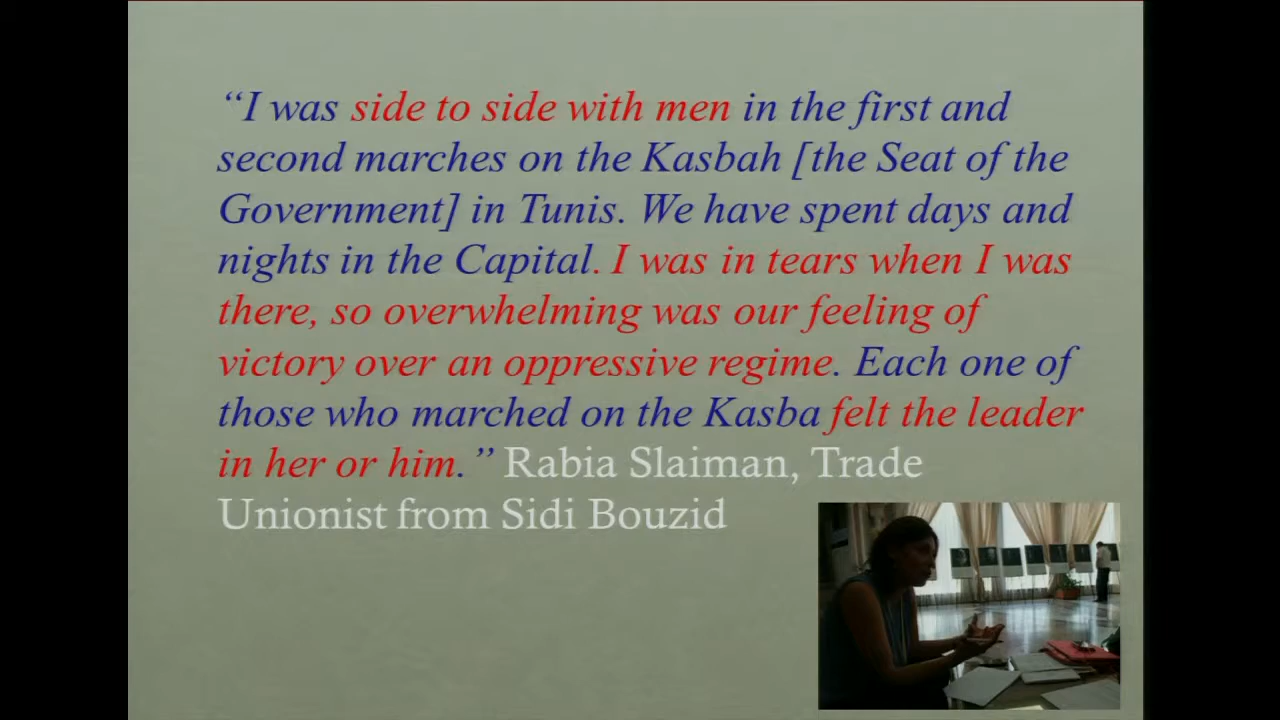 “I was side to side with men in the first and
second marches on the Kasbah [the Seat of the
Government] in Tunis. We have spent days and
nights in the Capital. I was in tears when I was
there, so overwhelming was our feeling of
victory over an oppressive regime. Each one of
those who marched on the Kasba felt the leader
in her or him.” Rabia Slaiman, Trade
Unionist from Sidi Bouzid